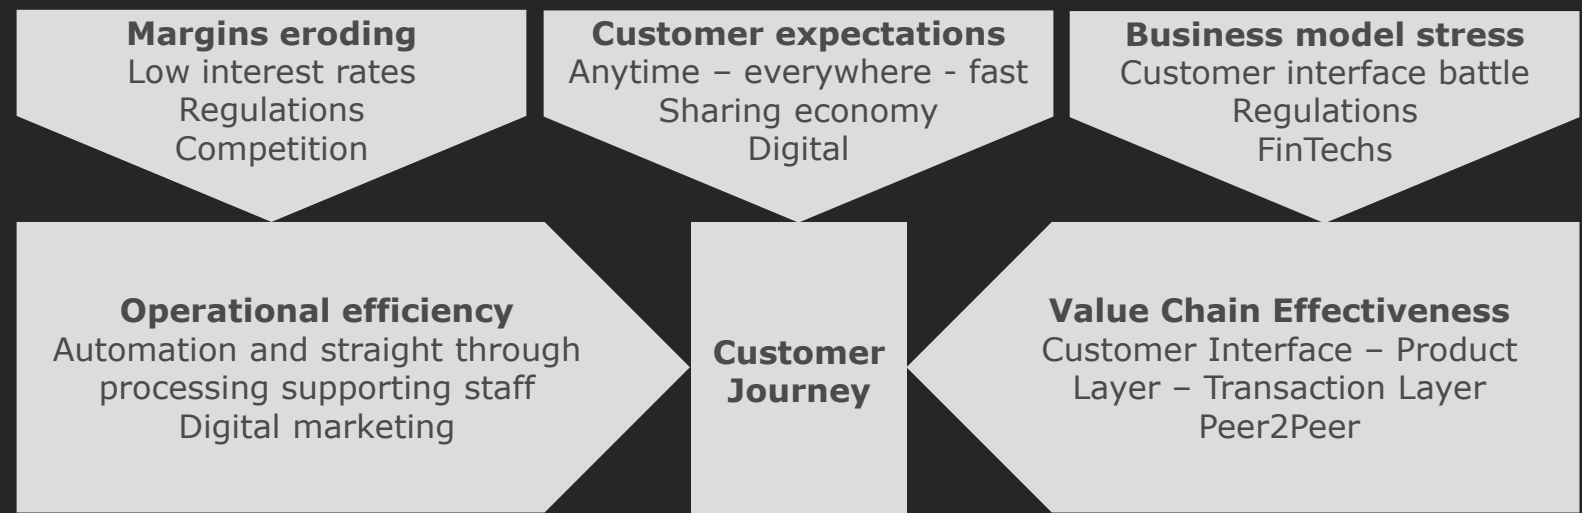 Margins eroding
Low interest rates
Regulations
Competition
Customer expectations
Anytime – everywhere - fast
Sharing economy
Digital
Business model stress
Customer interface battle
Regulations
FinTechs
Operational efficiency
Automation and straight through
processing supporting staff
Digital marketing
Customer
Journey
Value Chain Effectiveness
Customer Interface – Product
Layer – Transaction Layer
Peer2Peer